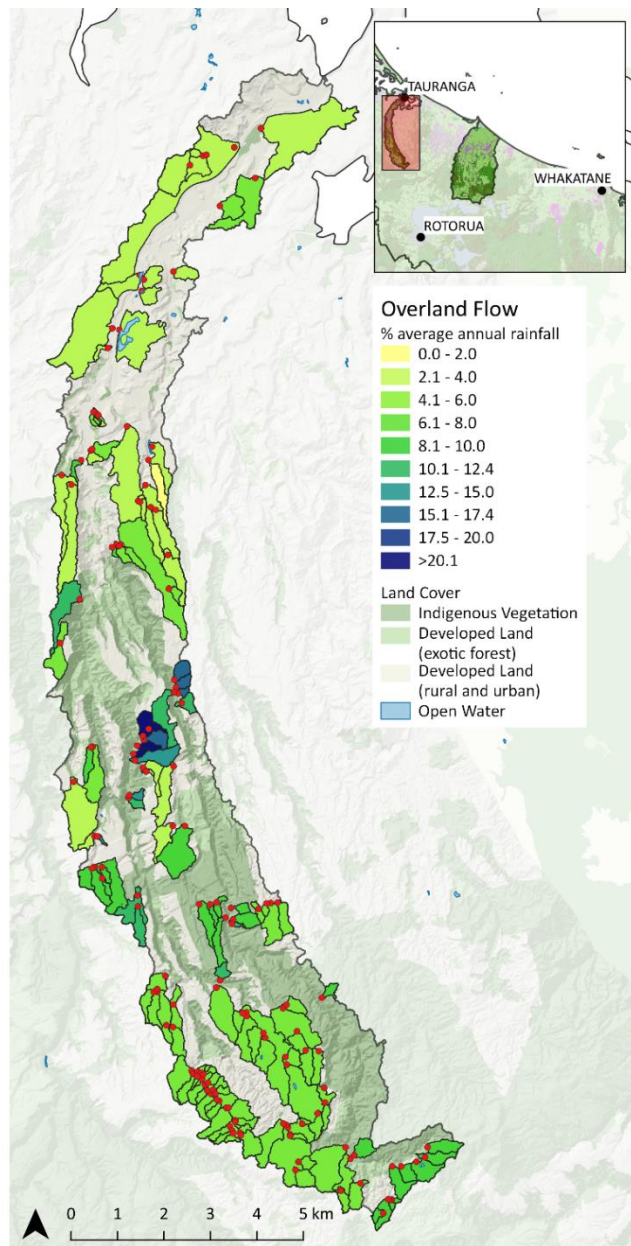 TAURANGA
WHAKATANE
ROTORUA
Overland Flow
% average annual rainfall
0.0 - 2.0
2.1 - 4.0
4.1 - 6.0
6.1 - 8.0
8.1 - 10.0
10.1 - 12.4
12.5 - 15.0
15.1 - 17.4
17.5 - 20.0
>20.1
Land Cover
Indigenous Vegetation
Developed Land
(exotic forest)
Developed Land
(rural and urban)
Open Water
0 1 2 3 4 5 km